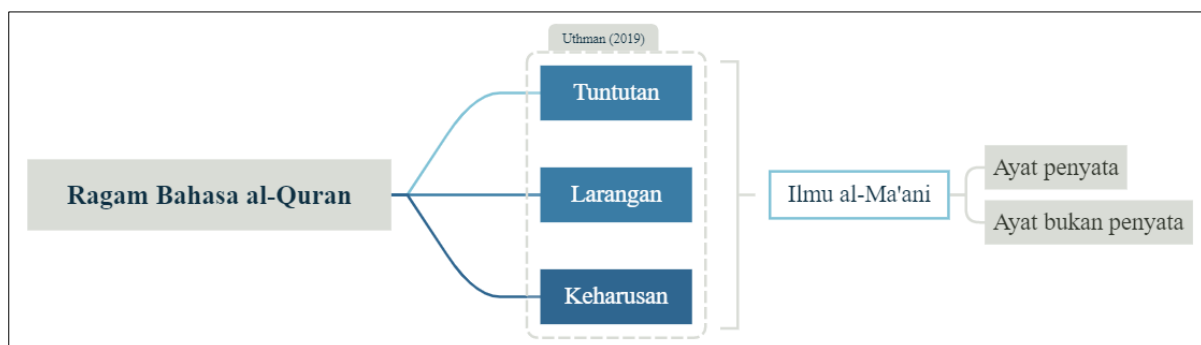 Uthman (2019)
Ragam Bahasa al-Quran
Tuntutan
Larangan
Keharusan
Ilmu al-Ma'ani
Ayat penyata
Ayat bukan penyata